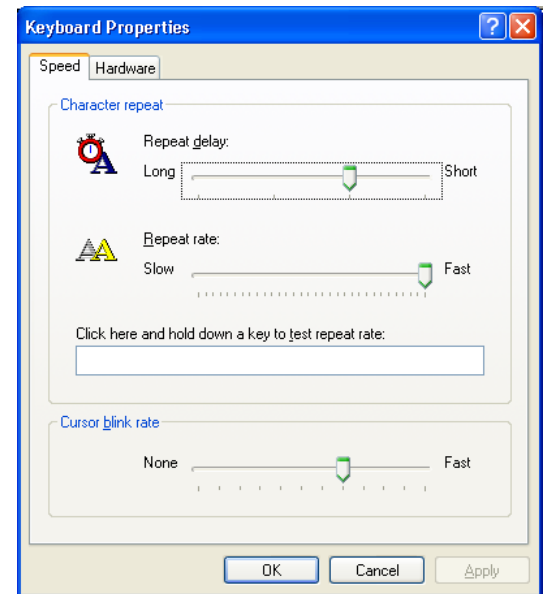 Keyboard Properties
Speed Hardware
Character repeat
Repeat delay:
Long Short
Repeat rate:
Slow Fast
Click here and hold down a key to test repeat rate:
Cursor blink rate
None Fast
OK Cancel Apply